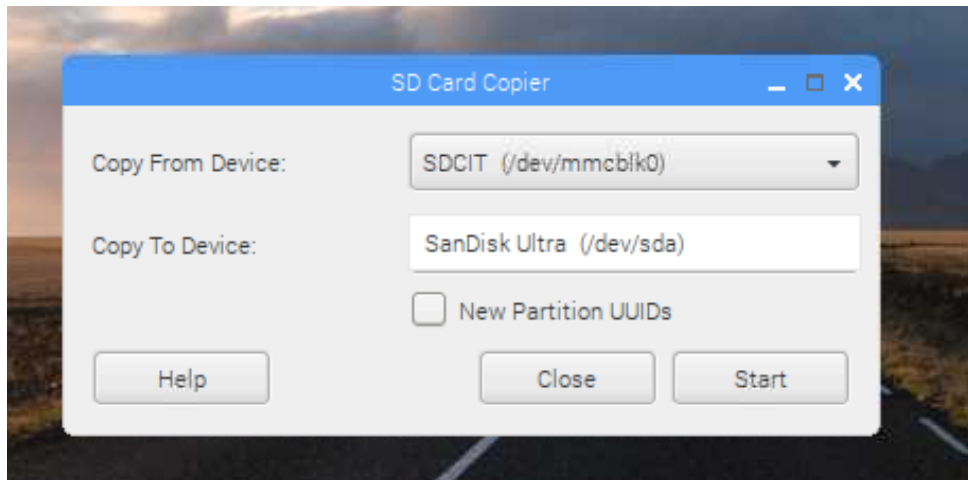 SD Card Copier
Copy From Device: SDCIT (/dev/mmcblk0)
Copy To Device: SanDisk Ultra (/dev/sda)
New Partition UUIDs
Help Close Start